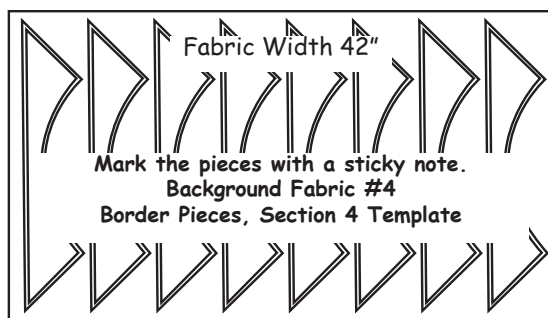 Fabric Width 42”
Mark the pieces with a sticky note.
Background Fabric #4
Border Pieces, Section 4 Template